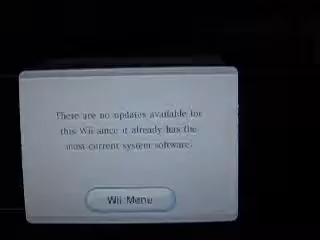 There are no updates available for
this Wii since it already has the
most current system software.
Wii Menu